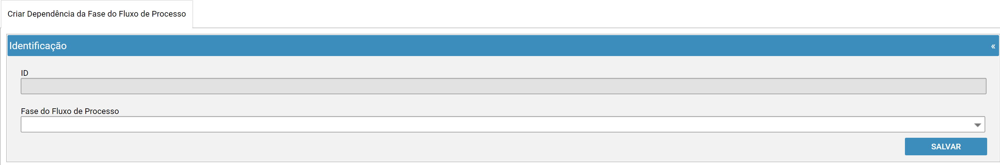 Criar Dependência da Fase do Fluxo de Processo
Identificação «
ID
Fase do Fluxo de Processo
SALVAR